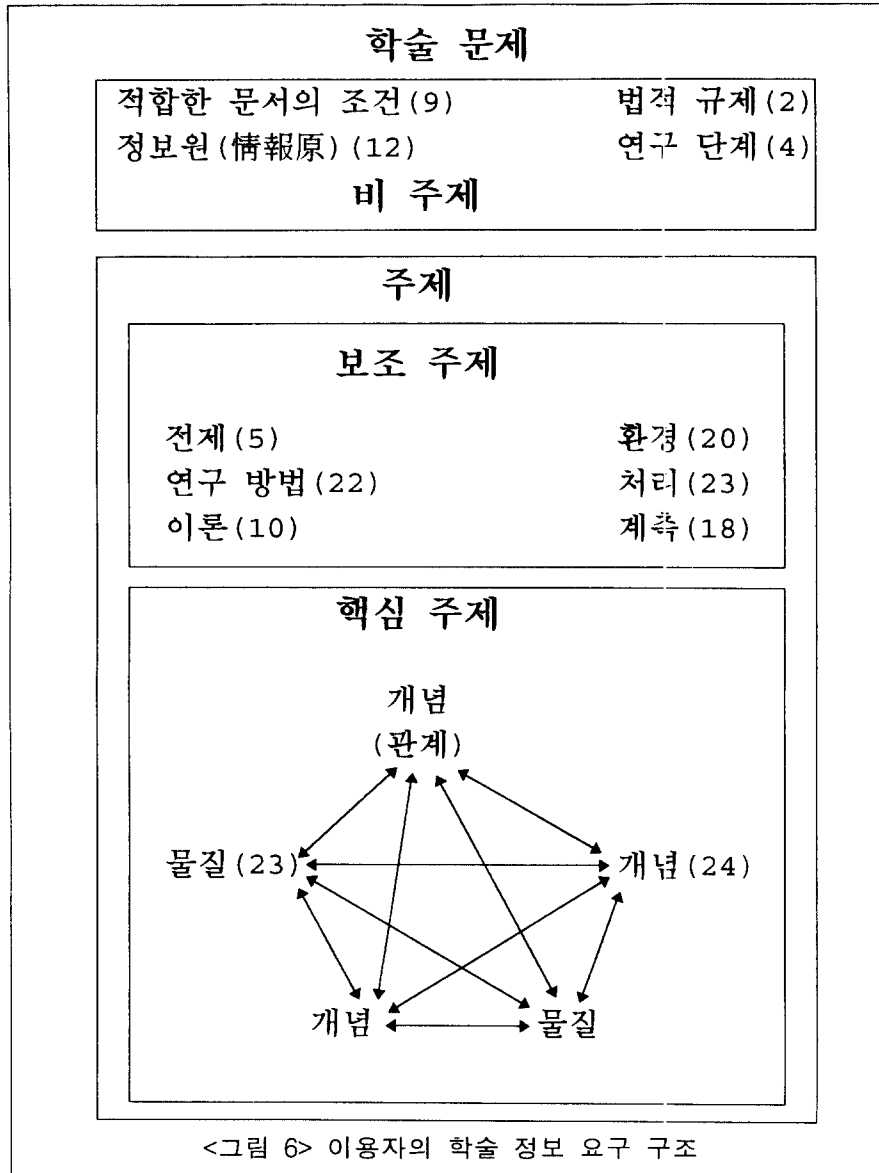 학술 문제
적합한 문서의 조건(9) 법적 규제(2)
정보원(情報原)(12) 연구 단계(4)
비 주제
주제
보조 주제
전제(5) 환경(20)
연구 방법(22) 처리(23)
이론(10) 계측(18)
핵심 주제
개념
(관계)
물질(23) 개념(24)
개념 물질
<그림 6> 이용자의 학술 정보 요구 구조